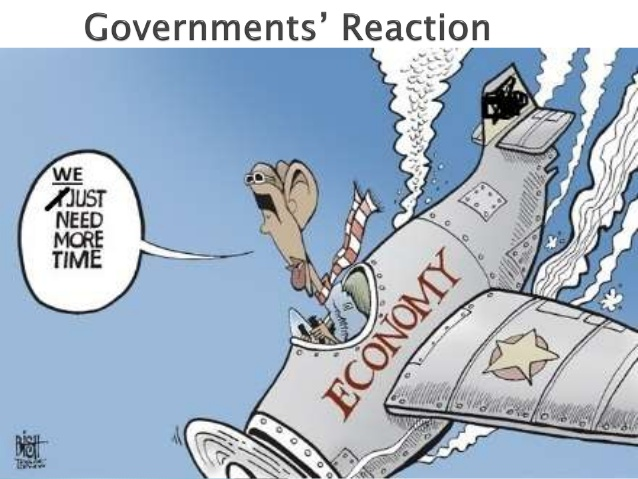 Governments’ Reaction
WE
I JUST
NEED
MORE
TIME
ECONOMY